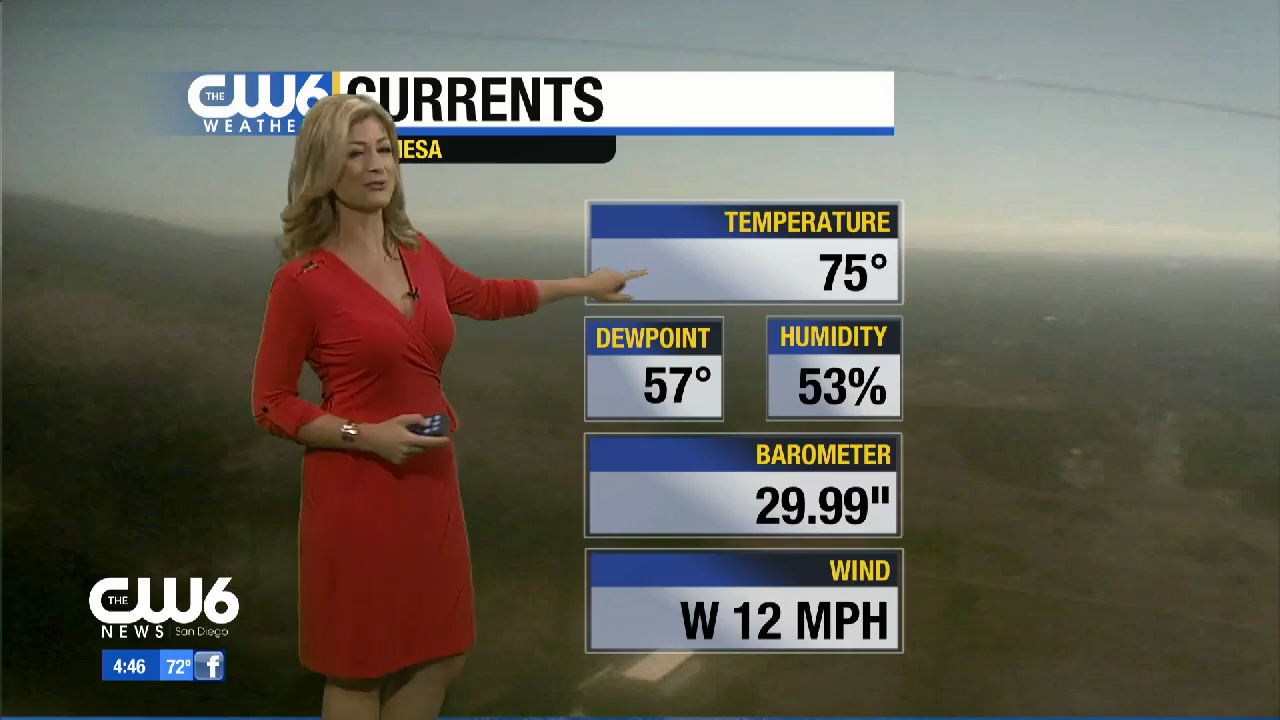 THE CW6
CURRENTS
WEATHE
MESA
TEMPERATURE
75°
DEWPOINT
HUMIDITY
57°
53%
BAROMETER
29.99"
WIND
W 12 MPH
THE CW6
NEWS San Diego
4:46 72° f